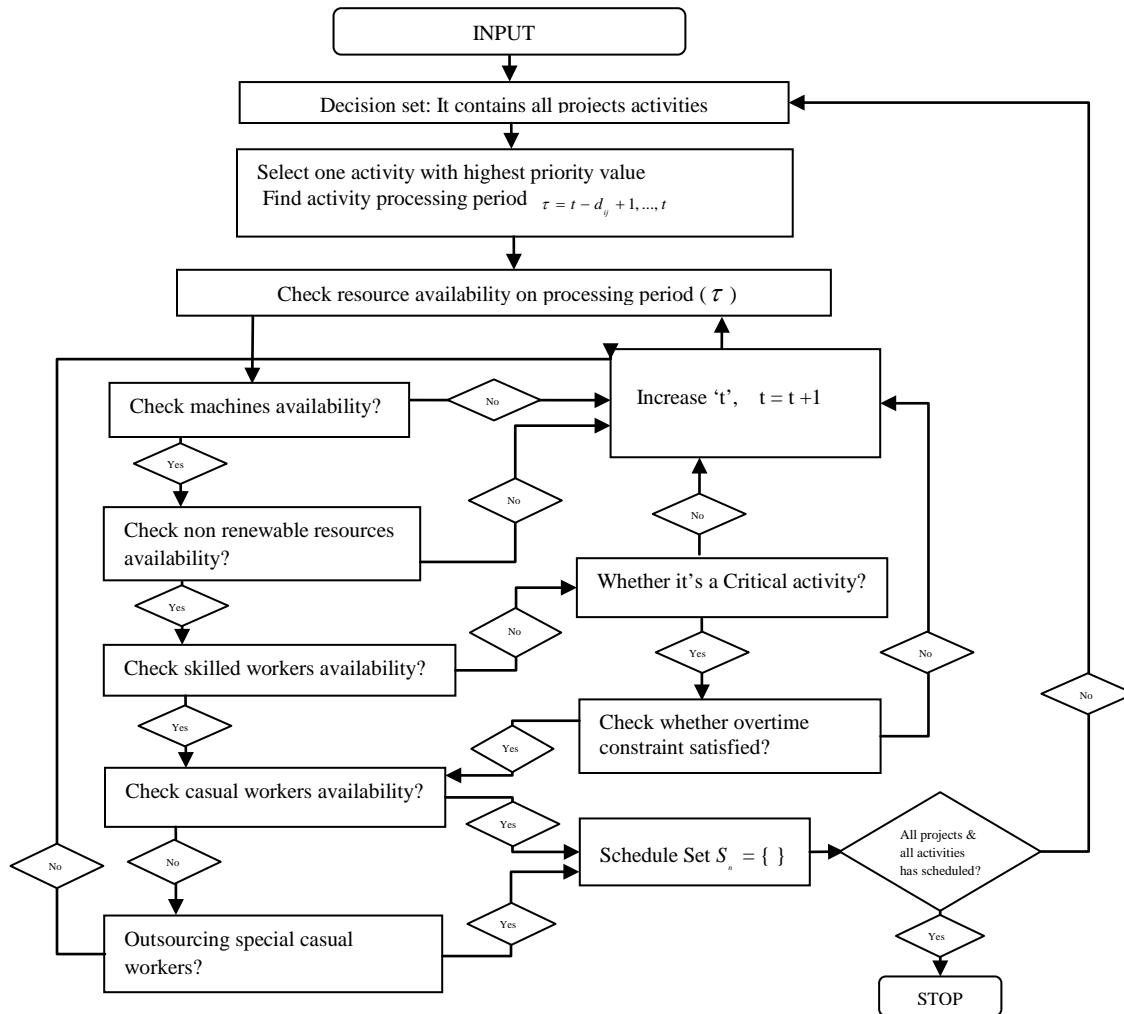 INPUT
Decision set: It contains all projects activities
Select one activity with highest priority value
Find activity processing period τ = t − d_ij + 1, ..., t
Check resource availability on processing period ( τ )
Check machines availability?
No
Increase ‘t’, t = t +1
Yes
No
No
Check non renewable resources
availability?
Whether it’s a Critical activity?
Yes
No
Yes
No
Check skilled workers availability?
No
Yes
Yes
Check whether overtime
constraint satisfied?
Check casual workers availability?
Yes
No
No
Schedule Set S_n = { }
All projects &
all activities
has scheduled?
Yes
Yes
Outsourcing special casual
workers?
STOP